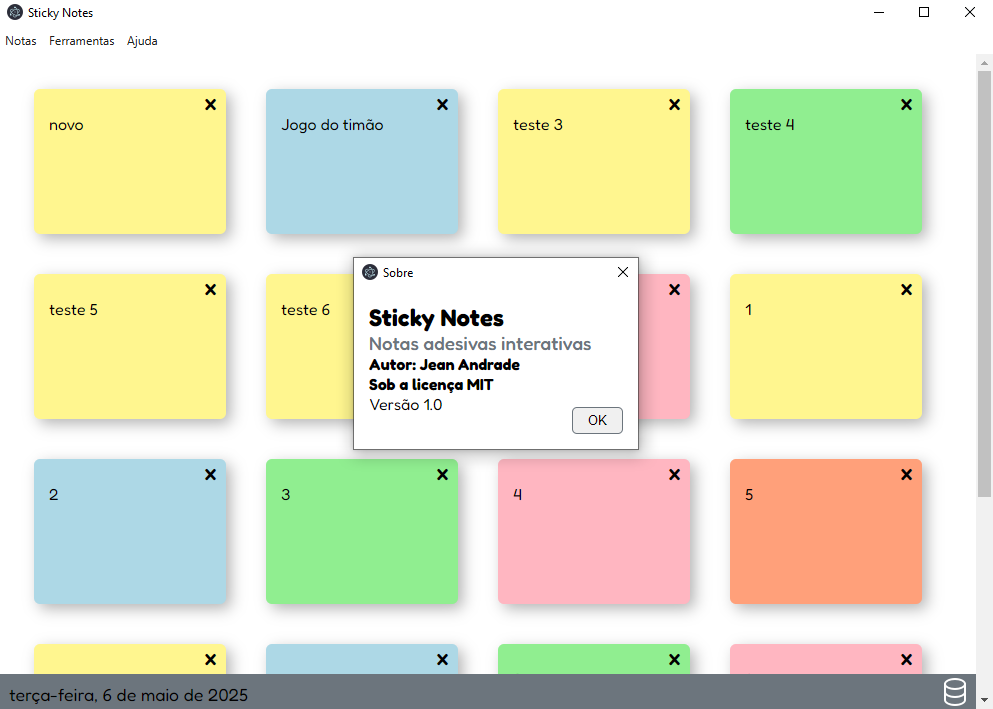 Sticky Notes
Notas Ferramentas Ajuda
novo
Jogo do timão
teste 3
teste 4
teste 5
teste 6
1
Sobre
Sticky Notes
Notas adesivas interativas
Autor: Jean Andrade
Sob a licença MIT
Versão 1.0
OK
2
3
4
5
terça-feira, 6 de maio de 2025